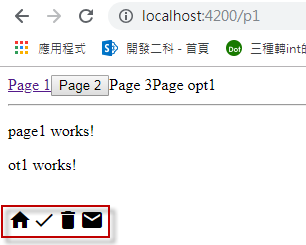 localhost:4200/p1
應用程式 S 開發二科 - 首頁 Dot 三種轉int的
Page 1 Page 2 Page 3Page opt1
page1 works!
ot1 works!